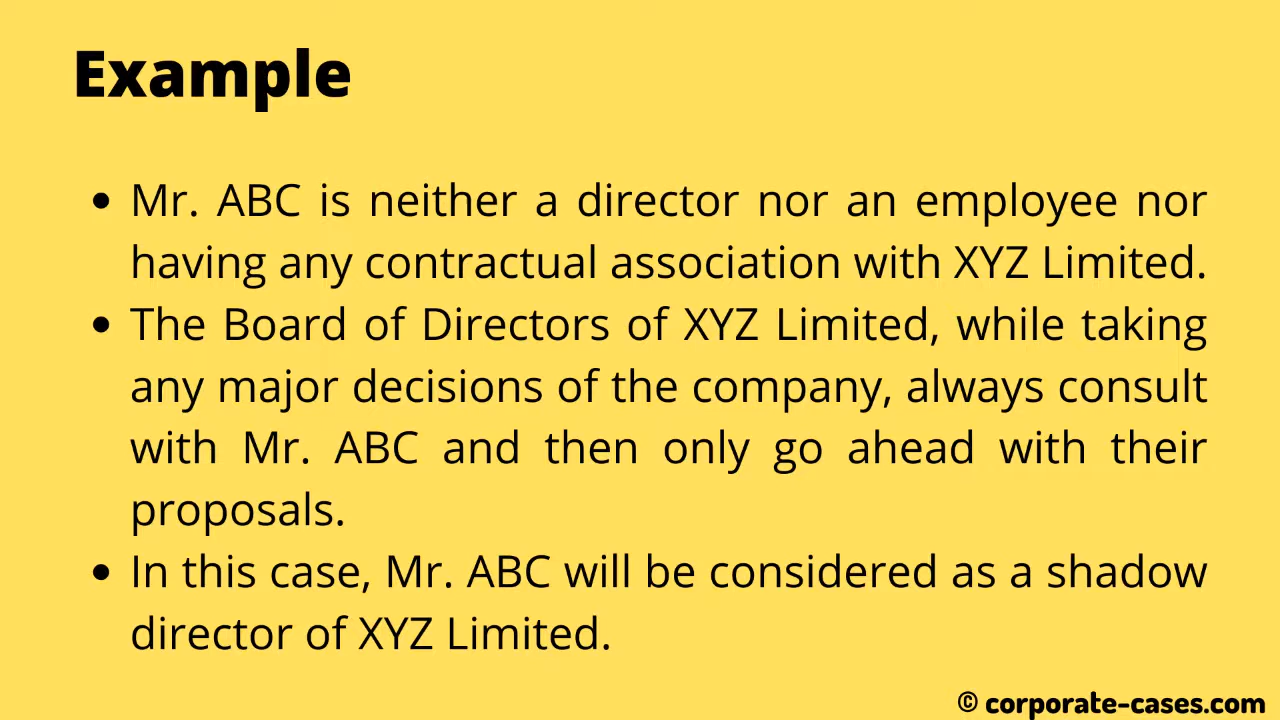 Example
• Mr. ABC is neither a director nor an employee nor
having any contractual association with XYZ Limited.
• The Board of Directors of XYZ Limited, while taking
any major decisions of the company, always consult
with Mr. ABC and then only go ahead with their
proposals.
• In this case, Mr. ABC will be considered as a shadow
director of XYZ Limited.
© corporate-cases.com